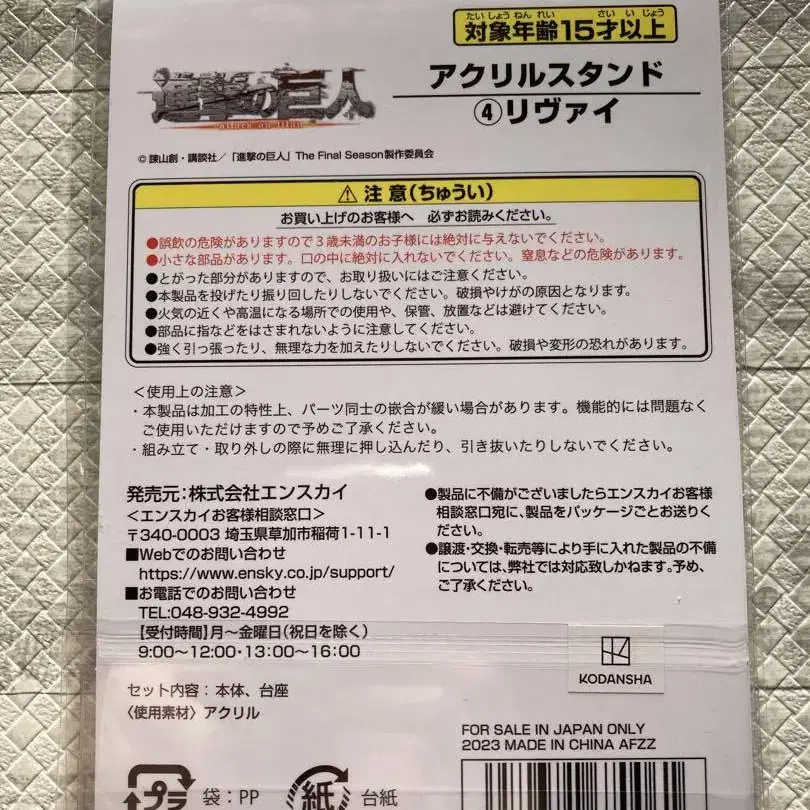 たいしょうねんれい さい いじょう
対象年齢15才以上
進撃の巨人
attack on titan
アクリルスタンド
④リヴァイ
© 諫山創・講談社／「進撃の巨人」The Final Season製作委員会
⚠ 注意(ちゅうい)
お買い上げのお客様へ 必ずお読みください。
●誤飲の危険がありますので３歳未満のお子様には絶対に与えないでください。
●小さな部品があります。口の中に絶対に入れないでください。窒息などの危険があります。
●とがった部分がありますので、お取り扱いにはご注意ください。
●本製品を投げたり振り回したりしないでください。破損やけがの原因となります。
●火気の近くや高温になる場所での使用や、保管、放置などは避けてください。
●部品に指などをはさまれないように注意してください。
●強く引っ張ったり、無理な力を加えたりしないでください。破損や変形の恐れがあります。
＜使用上の注意＞
・本製品は加工の特性上、パーツ同士の嵌合が緩い場合があります。機能的には問題なく
ご使用いただけますので予めご了承ください。
・組み立て・取り外しの際に無理に押し込んだり、引き抜いたりしないでください。
発売元：株式会社エンスカイ
＜エンスカイお客様相談窓口＞
〒340-0003 埼玉県草加市稲荷1-11-1
■Webでのお問い合わせ
https://www.ensky.co.jp/support/
■お電話でのお問い合わせ
TEL:048-932-4992
【受付時間】月～金曜日(祝日を除く)
9:00～12:00・13:00～16:00
●製品に不備がございましたらエンスカイお客様
相談窓口宛に、製品をパッケージごとお送りく
ださい。
●譲渡・交換・転売等により手に入れた製品の不備
については、弊社では対応致しかねます。予め、
ご了承ください。
KODANSHA
セット内容：本体、台座
〈使用素材〉アクリル
FOR SALE IN JAPAN ONLY
2023 MADE IN CHINA AFZZ
プラ 袋：PP
紙 台紙